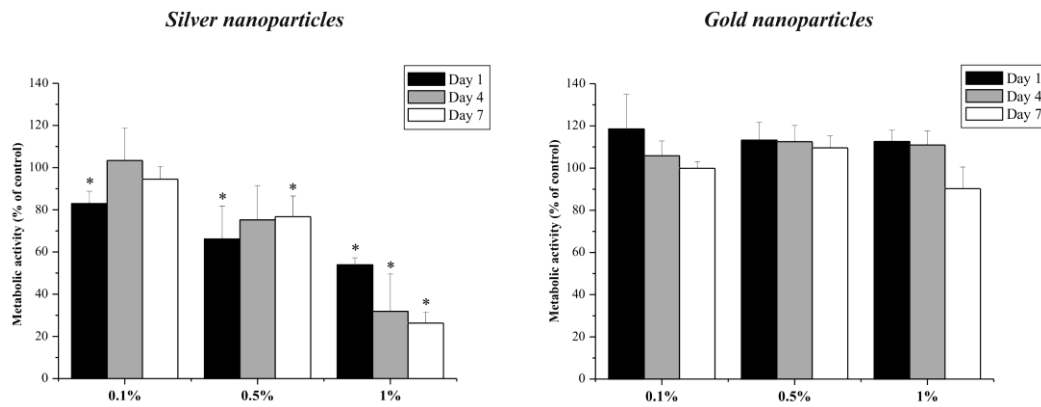 Silver nanoparticles
Day 1
Day 4
Day 7
Metabolic activity (% of control)
140
120
100
80
60
40
20
0
*
*
*
*
*
*
0.1%
0.5%
1%
Gold nanoparticles
Day 1
Day 4
Day 7
Metabolic activity (% of control)
140
120
100
80
60
40
20
0
0.1%
0.5%
1%